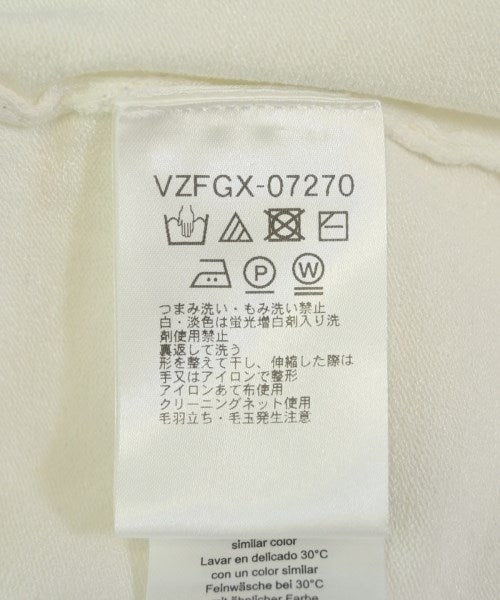 VZFGX-07270
P W
つまみ洗い・もみ洗い禁止
白・淡色は蛍光増白剤入り洗
剤使用禁止
裏返して洗う
形を整えて干し、伸縮した際は
手又はアイロンで整形
アイロンあて布使用
クリーニングネット使用
毛羽立ち・毛玉発生注意
similar color
Lavar en delicado 30°C
con un color similar
Feinwäsche bei 30°C
mit ähnlicher Farbe